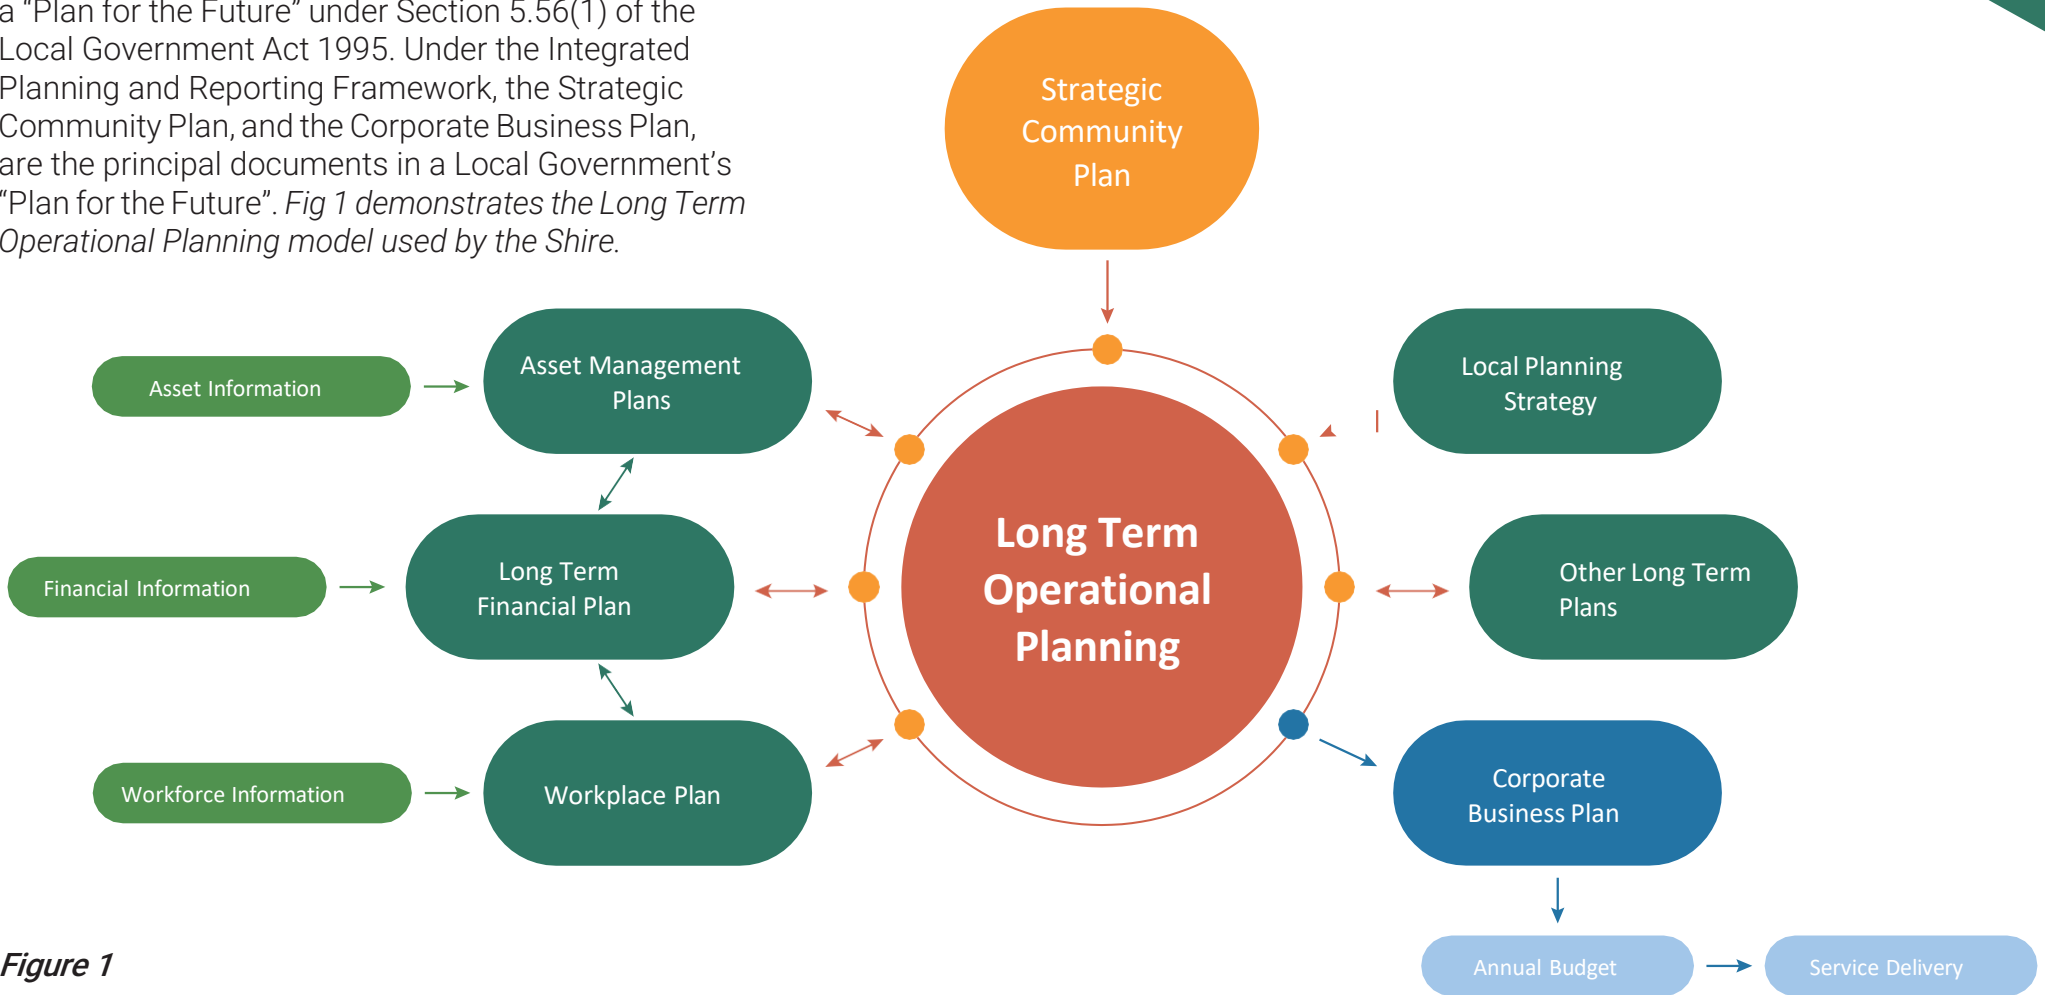 a “Plan for the Future” under Section 5.56(1) of the
Local Government Act 1995. Under the Integrated
Planning and Reporting Framework, the Strategic
Community Plan, and the Corporate Business Plan,
are the principal documents in a Local Government’s
“Plan for the Future”. Fig 1 demonstrates the Long Term
Operational Planning model used by the Shire.
Strategic
Community
Plan
Asset Information
Asset Management
Plans
Local Planning
Strategy
Financial Information
Long Term
Financial Plan
Long Term
Operational
Planning
Other Long Term
Plans
Workforce Information
Workplace Plan
Corporate
Business Plan
Annual Budget
Service Delivery
Figure 1